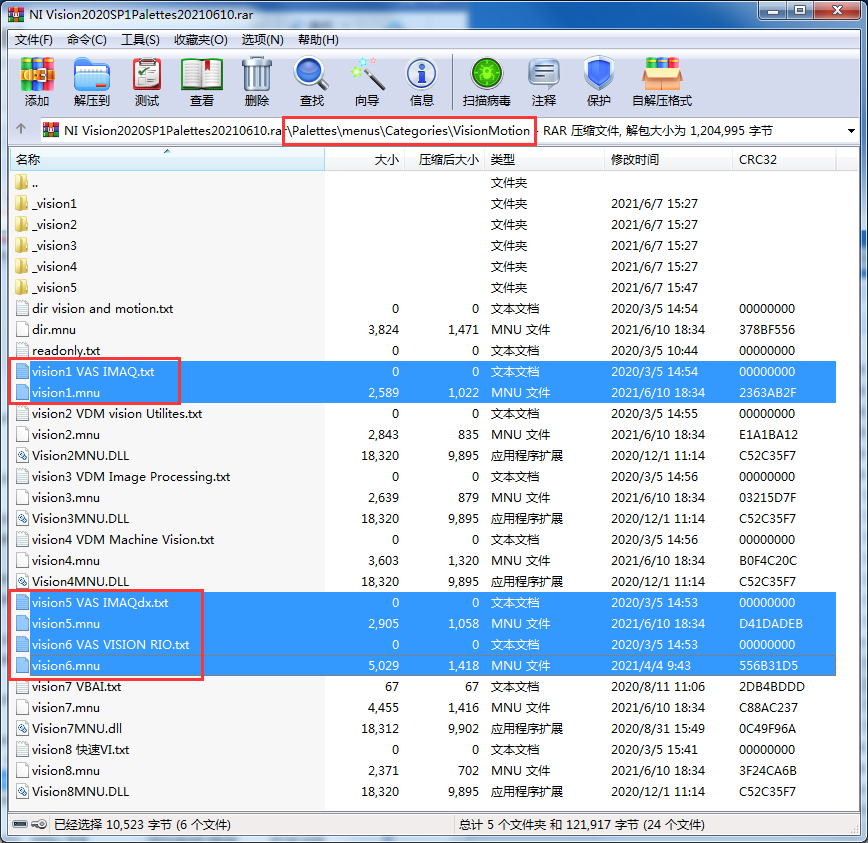 NI Vision2020SP1Palettes20210610.rar
文件(F) 命令(C) 工具(S) 收藏夹(O) 选项(N) 帮助(H)
添加 解压到 测试 查看 删除 查找 向导 信息 扫描病毒 注释 保护 自解压格式
NI Vision2020SP1Palettes20210610.rar\Palettes\menus\Categories\VisionMotion - RAR 压缩文件, 解包大小为 1,204,995 字节
名称 大小 压缩后大小 类型 修改时间 CRC32
.. 文件夹
_vision1 文件夹 2021/6/7 15:27
_vision2 文件夹 2021/6/7 15:27
_vision3 文件夹 2021/6/7 15:27
_vision4 文件夹 2021/6/7 15:27
_vision5 文件夹 2021/6/7 15:47
dir vision and motion.txt 0 0 文本文档 2020/3/5 14:54 00000000
dir.mnu 3,824 1,471 MNU 文件 2021/6/10 18:34 378BF556
readonly.txt 0 0 文本文档 2020/3/5 10:44 00000000
vision1 VAS IMAQ.txt 0 0 文本文档 2020/3/5 14:54 00000000
vision1.mnu 2,589 1,022 MNU 文件 2021/6/10 18:34 2363AB2F
vision2 VDM vision Utilites.txt 0 0 文本文档 2020/3/5 14:55 00000000
vision2.mnu 2,843 835 MNU 文件 2021/6/10 18:34 E1A1BA12
Vision2MNU.DLL 18,320 9,895 应用程序扩展 2020/12/1 11:14 C52C35F7
vision3 VDM Image Processing.txt 0 0 文本文档 2020/3/5 14:56 00000000
vision3.mnu 2,639 879 MNU 文件 2021/6/10 18:34 03215D7F
Vision3MNU.DLL 18,320 9,895 应用程序扩展 2020/12/1 11:14 C52C35F7
vision4 VDM Machine Vision.txt 0 0 文本文档 2020/3/5 14:56 00000000
vision4.mnu 3,603 1,320 MNU 文件 2021/6/10 18:34 B0F4C20C
Vision4MNU.DLL 18,320 9,895 应用程序扩展 2020/12/1 11:14 C52C35F7
vision5 VAS IMAQdx.txt 0 0 文本文档 2020/3/5 14:53 00000000
vision5.mnu 2,905 1,058 MNU 文件 2021/6/10 18:34 D41DADEB
vision6 VAS VISION RIO.txt 0 0 文本文档 2020/3/5 14:53 00000000
vision6.mnu 5,029 1,418 MNU 文件 2021/4/4 9:43 556B31D5
vision7 VBAI.txt 67 67 文本文档 2020/8/11 11:06 2DB4BDDD
vision7.mnu 4,455 1,416 MNU 文件 2021/6/10 18:34 C88AC237
Vision7MNU.dll 18,312 9,902 应用程序扩展 2020/8/31 15:49 0C49F96A
vision8 快速VI.txt 0 0 文本文档 2020/3/5 15:41 00000000
vision8.mnu 2,371 702 MNU 文件 2021/6/10 18:34 3F24CA6B
Vision8MNU.DLL 18,320 9,895 应用程序扩展 2020/12/1 11:14 C52C35F7
已经选择 10,523 字节 (6 个文件) 总计 5 个文件夹 和 121,917 字节 (24 个文件)